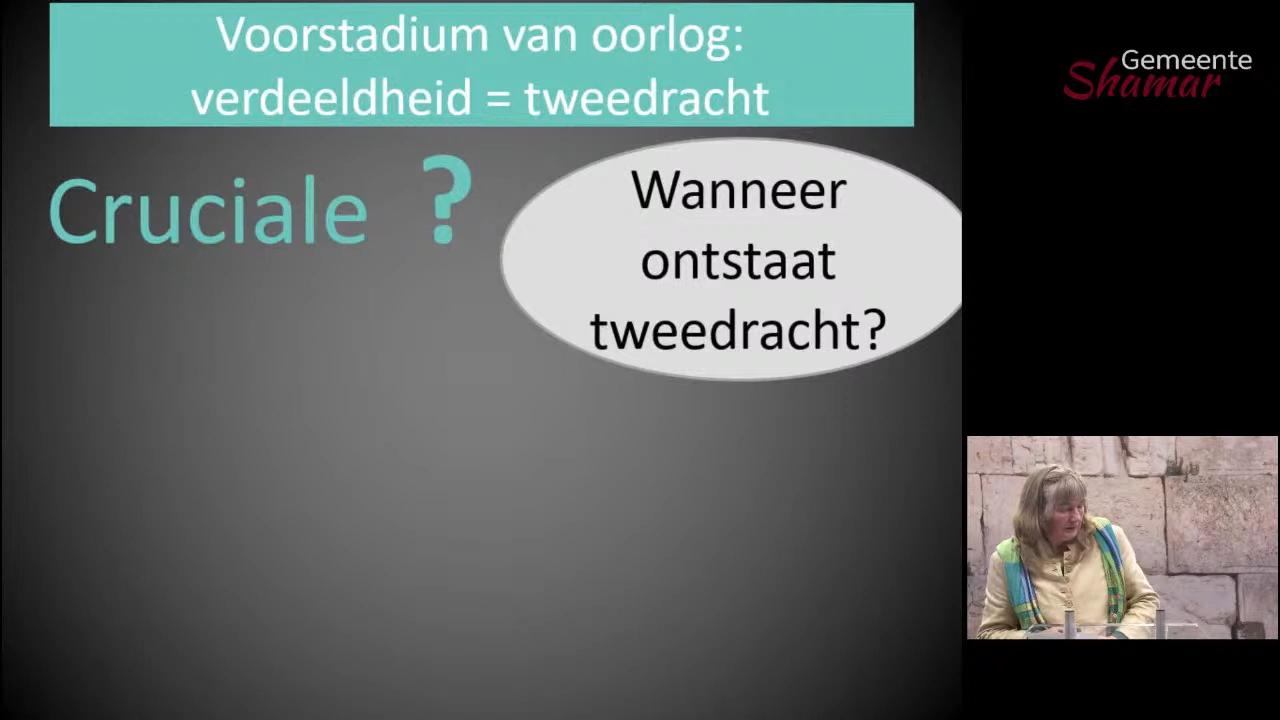 Voorstadium van oorlog:
verdeeldheid = tweedracht
Cruciale ?
Wanneer
ontstaat
tweedracht?
Gemeente
Shamar